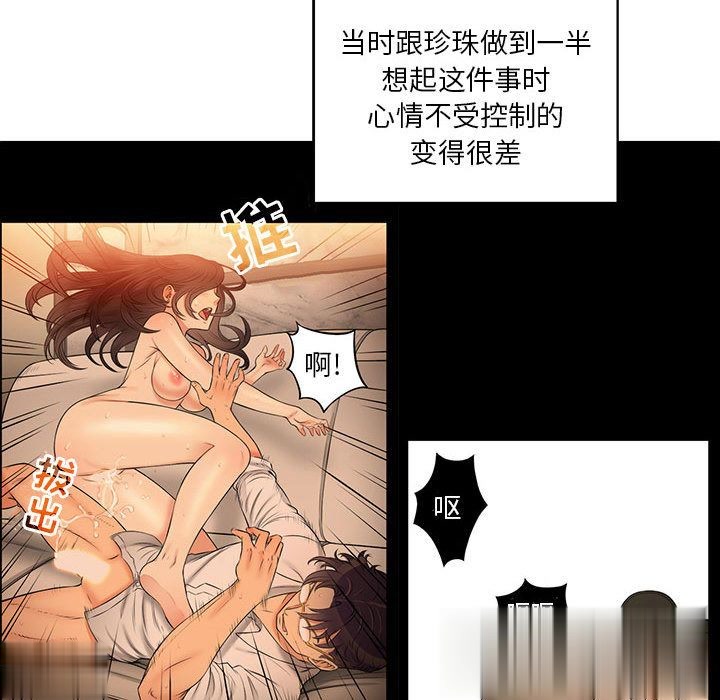 当时跟珍珠做到一半
想起这件事时
心情不受控制的
变得很差
推
啊!
拔出
呕